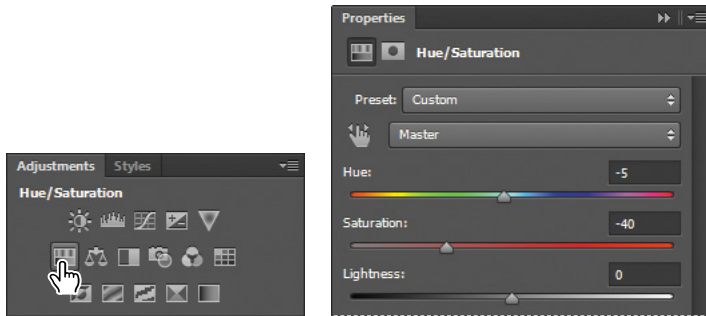 Adjustments Styles
Hue/Saturation
Properties
Hue/Saturation
Preset: Custom
Master
Hue: -5
Saturation: -40
Lightness: 0